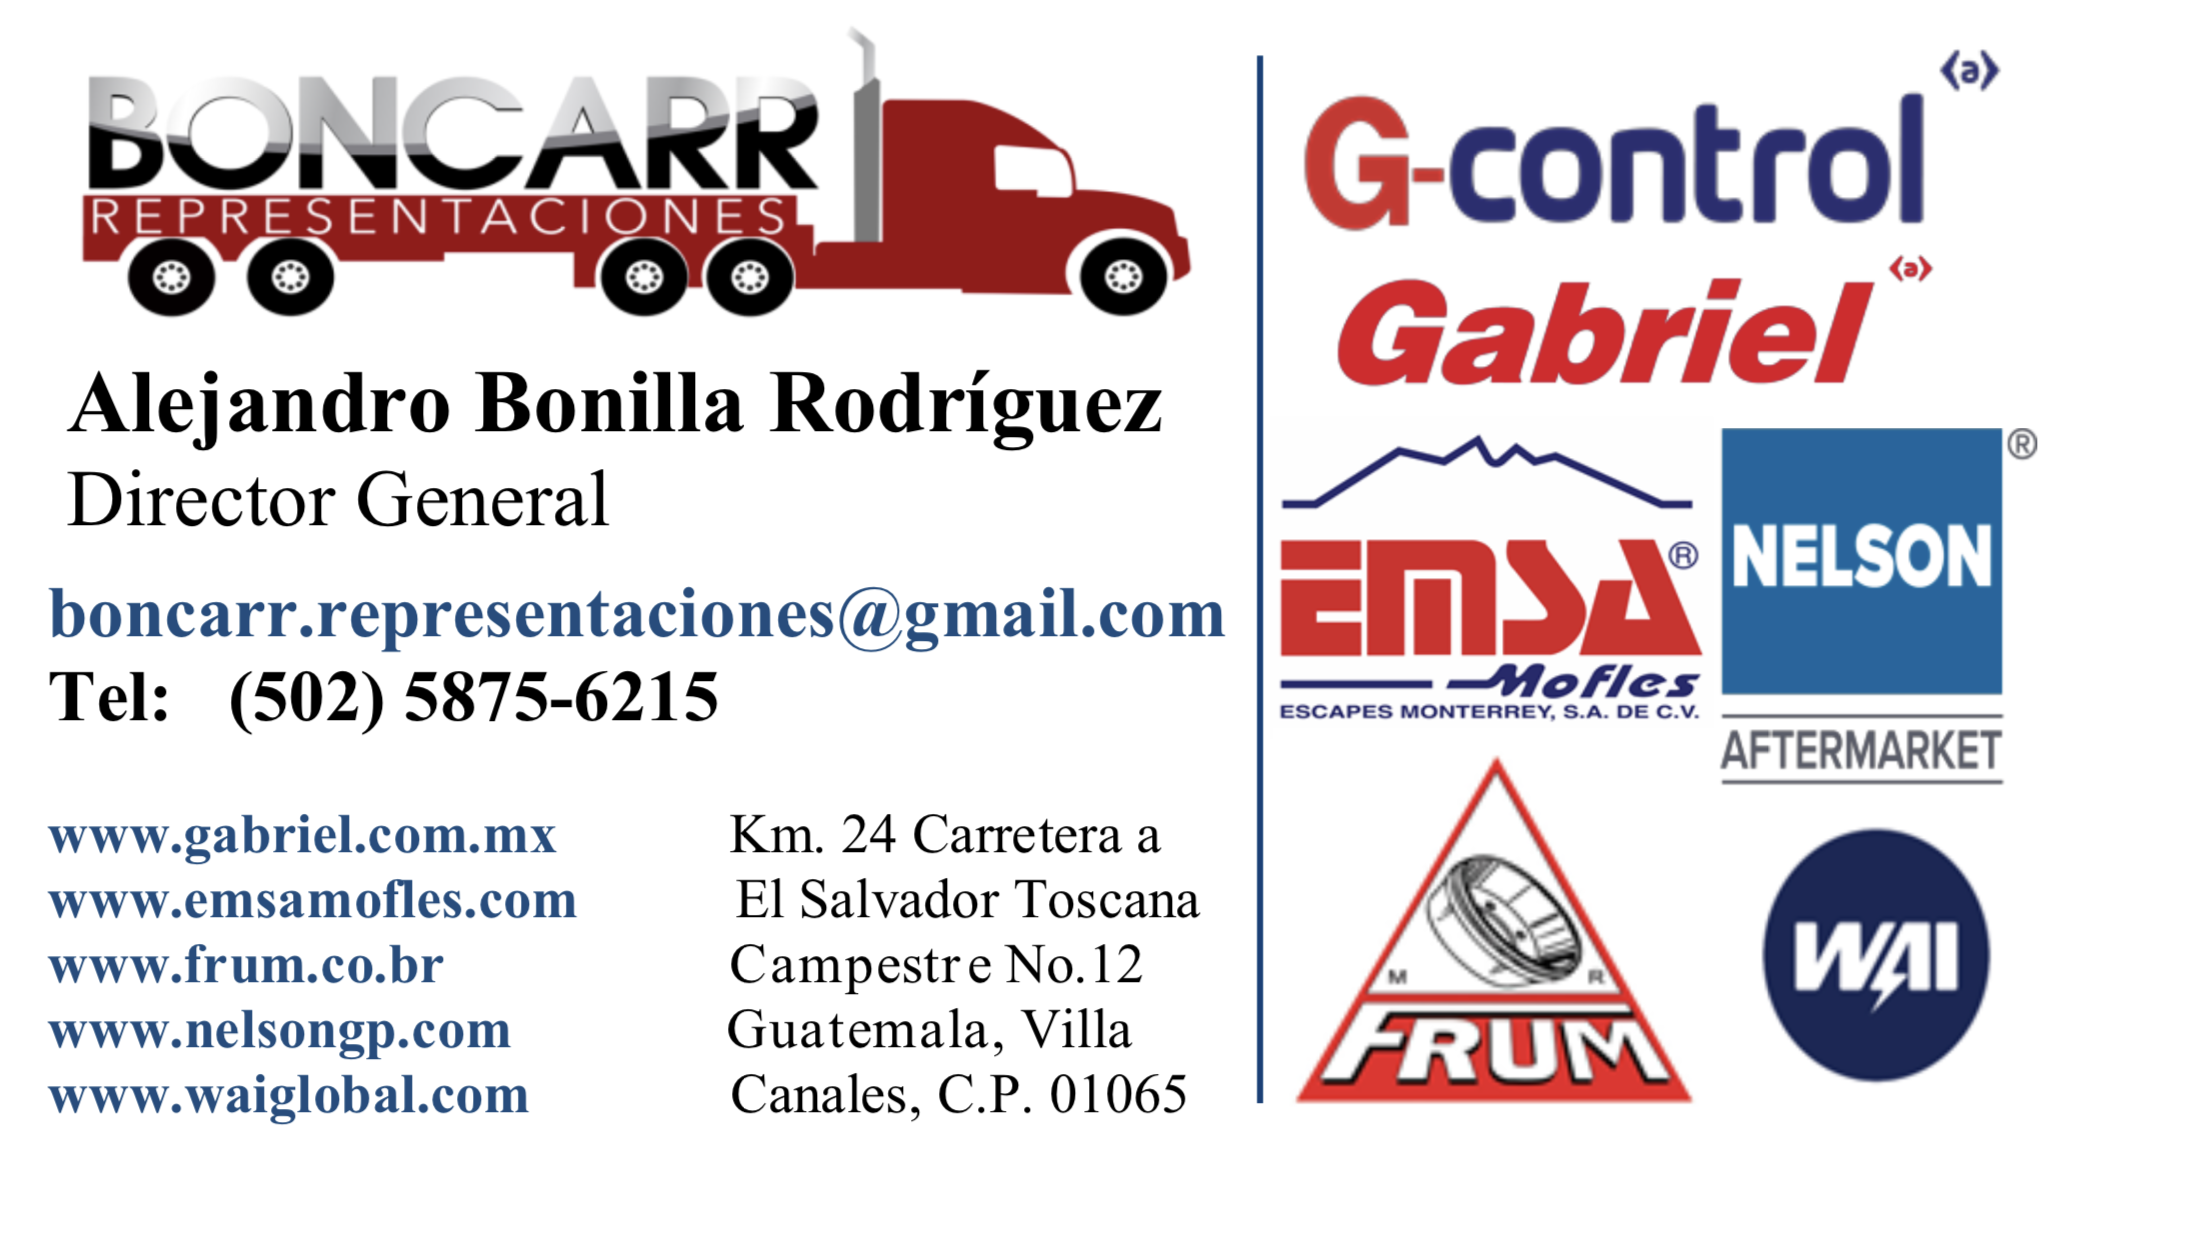 BONCARR
REPRESENTACIONES
Alejandro Bonilla Rodríguez
Director General
boncarr.representaciones@gmail.com
Tel: (502) 5875-6215
www.gabriel.com.mx
www.emsamofles.com
www.frum.co.br
www.nelsongp.com
www.waiglobal.com
Km. 24 Carretera a
El Salvador Toscana
Campestre No.12
Guatemala, Villa
Canales, C.P. 01065
G-control
⟨a⟩
Gabriel
⟨a⟩
EMSA®
Mofles
ESCAPES MONTERREY, S.A. DE C.V.
NELSON®
AFTERMARKET
M R
FRUM
WAI